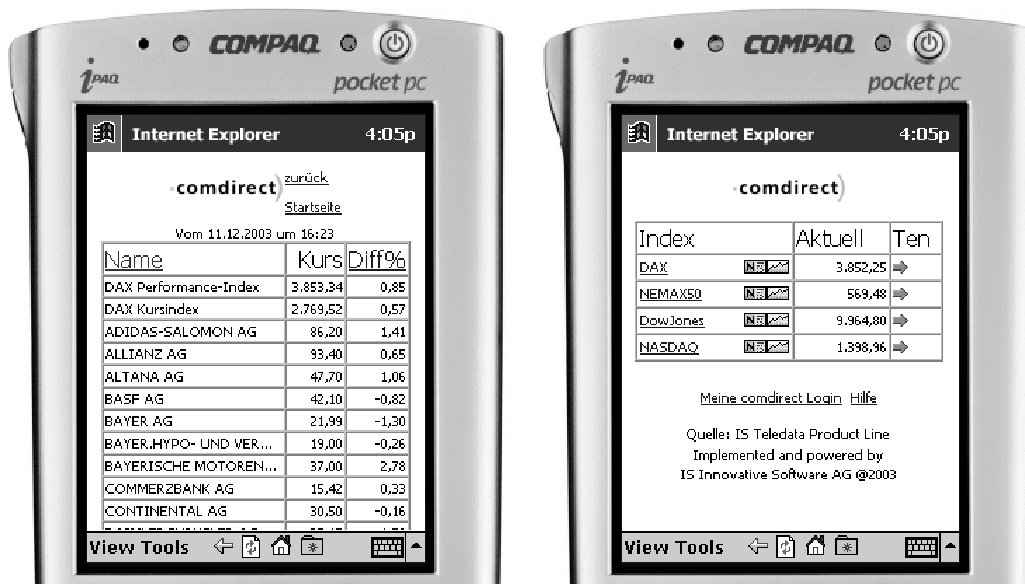 COMPAQ
iPAQ
pocket pc
Internet Explorer 4:05p
comdirect
zurück
Startseite
Vom 11.12.2003 um 16:23
Name Kurs Diff%
DAX Performance-Index 3.853,34 0,85
DAX Kursindex 2.769,52 0,57
ADIDAS-SALOMON AG 86,20 1,41
ALLIANZ AG 93,40 0,65
ALTANA AG 47,70 1,06
BASF AG 42,10 -0,82
BAYER AG 21,99 -1,30
BAYER.HYPO- UND VER... 19,00 -0,26
BAYERISCHE MOTOREN... 37,00 2,78
COMMERZBANK AG 15,42 0,33
CONTINENTAL AG 30,50 -0,16
View Tools
COMPAQ
iPAQ
pocket pc
Internet Explorer 4:05p
comdirect
Index Aktuell Ten
DAX N 3.852,25
NEMAX50 N 569,48
DowJones N 9.964,80
NASDAQ N 1.398,96
Meine comdirect Login Hilfe
Quelle: IS Teledata Product Line
Implemented and powered by
IS Innovative Software AG @2003
View Tools